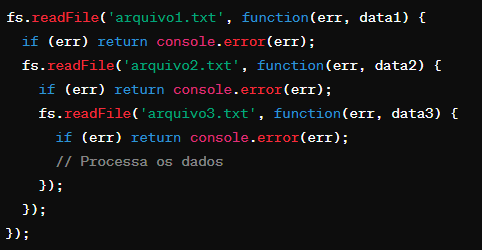 fs.readFile('arquivo1.txt', function(err, data1) {
  if (err) return console.error(err);
  fs.readFile('arquivo2.txt', function(err, data2) {
    if (err) return console.error(err);
    fs.readFile('arquivo3.txt', function(err, data3) {
      if (err) return console.error(err);
      // Processa os dados
    });
  });
});